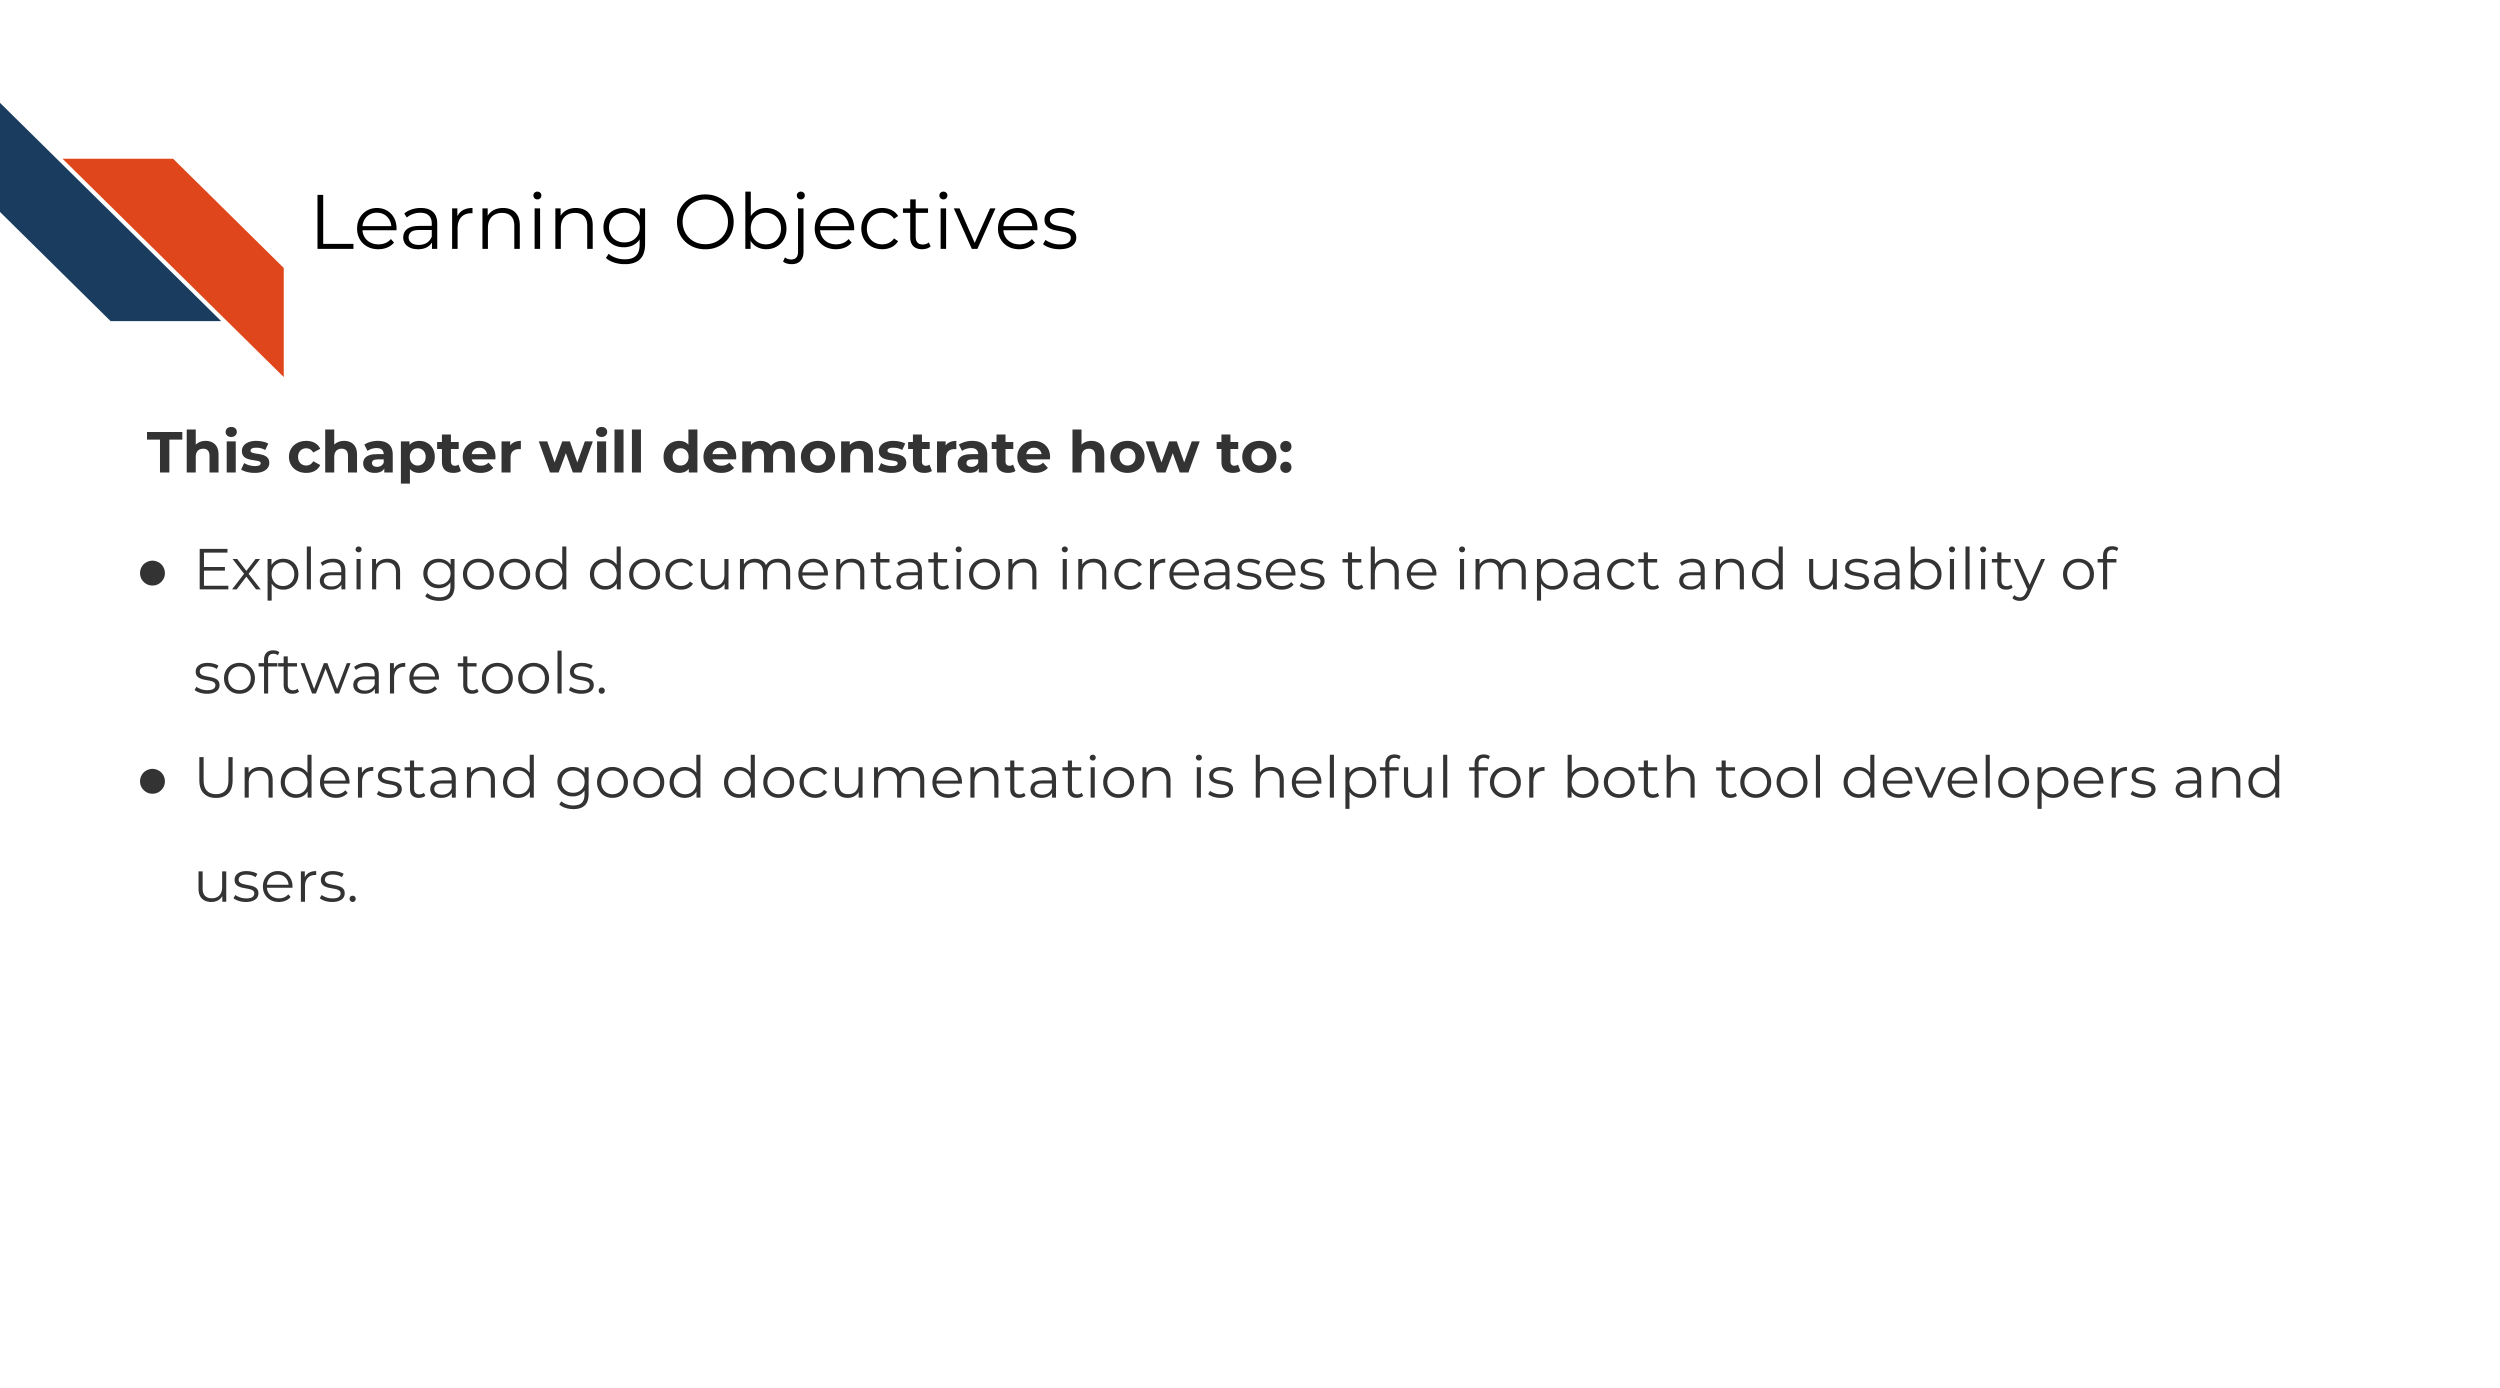 Learning Objectives
This chapter will demonstrate how to:
● Explain good documentation increases the impact and usability of
software tools.
● Understand good documentation is helpful for both tool developers and
users.